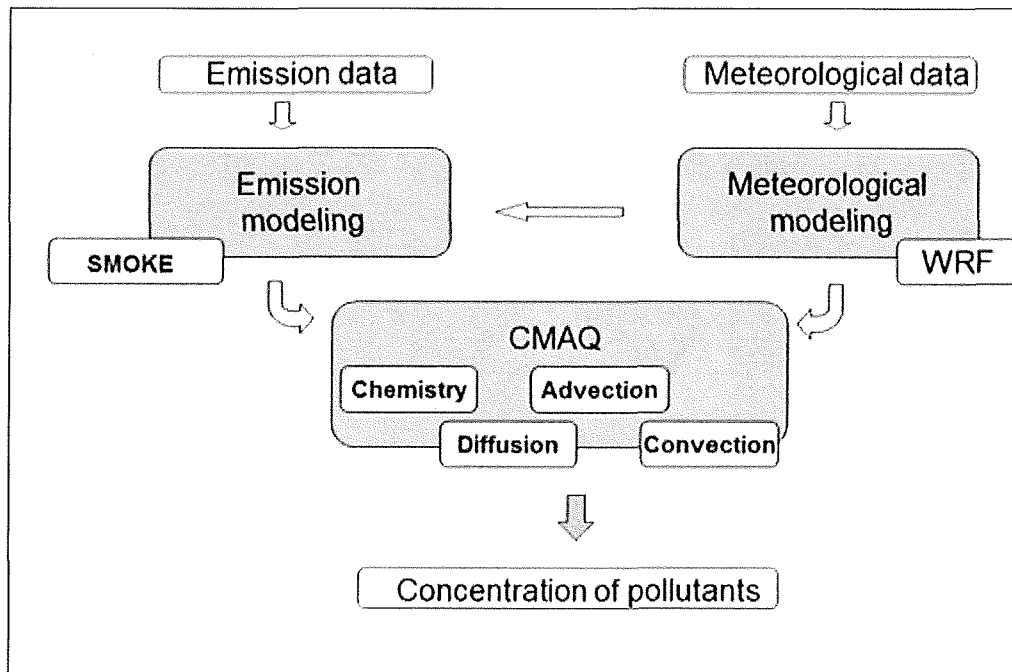 Emission data
Meteorological data
Emission
modeling
Meteorological
modeling
SMOKE
WRF
CMAQ
Chemistry
Advection
Diffusion
Convection
Concentration of pollutants